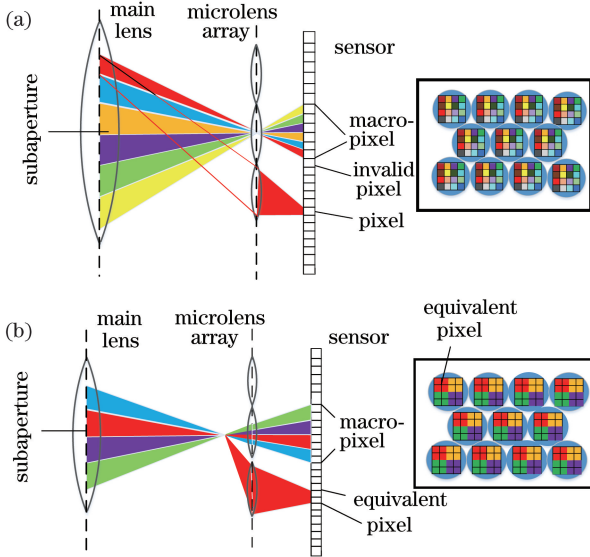 (a)
main
lens
microlens
array
sensor
subaperture
macro-
pixel
invalid
pixel
pixel
(b)
main
lens
microlens
array
sensor
equivalent
pixel
subaperture
macro-
pixel
equivalent
pixel